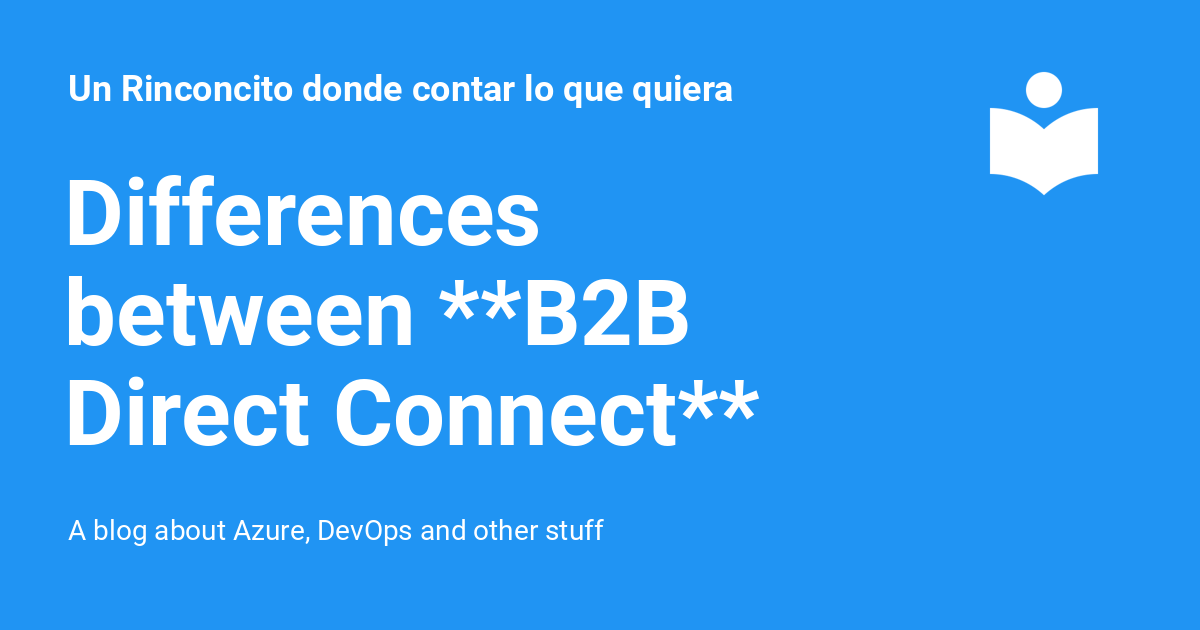 Un Rinconcito donde contar lo que quiera
Differences
between **B2B
Direct Connect**
A blog about Azure, DevOps and other stuff